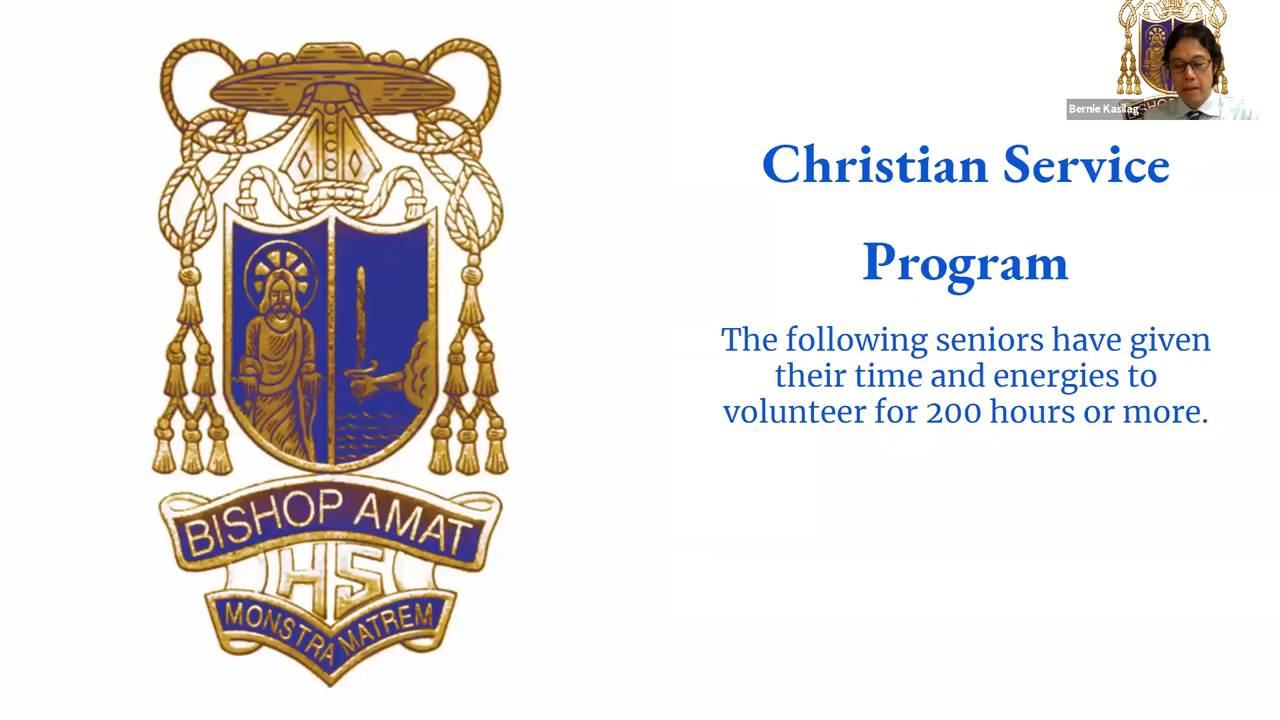 Bernie Kasilag
Christian Service
Program
The following seniors have given
their time and energies to
volunteer for 200 hours or more.
BISHOP AMAT
HS
MONSTRA MATREM